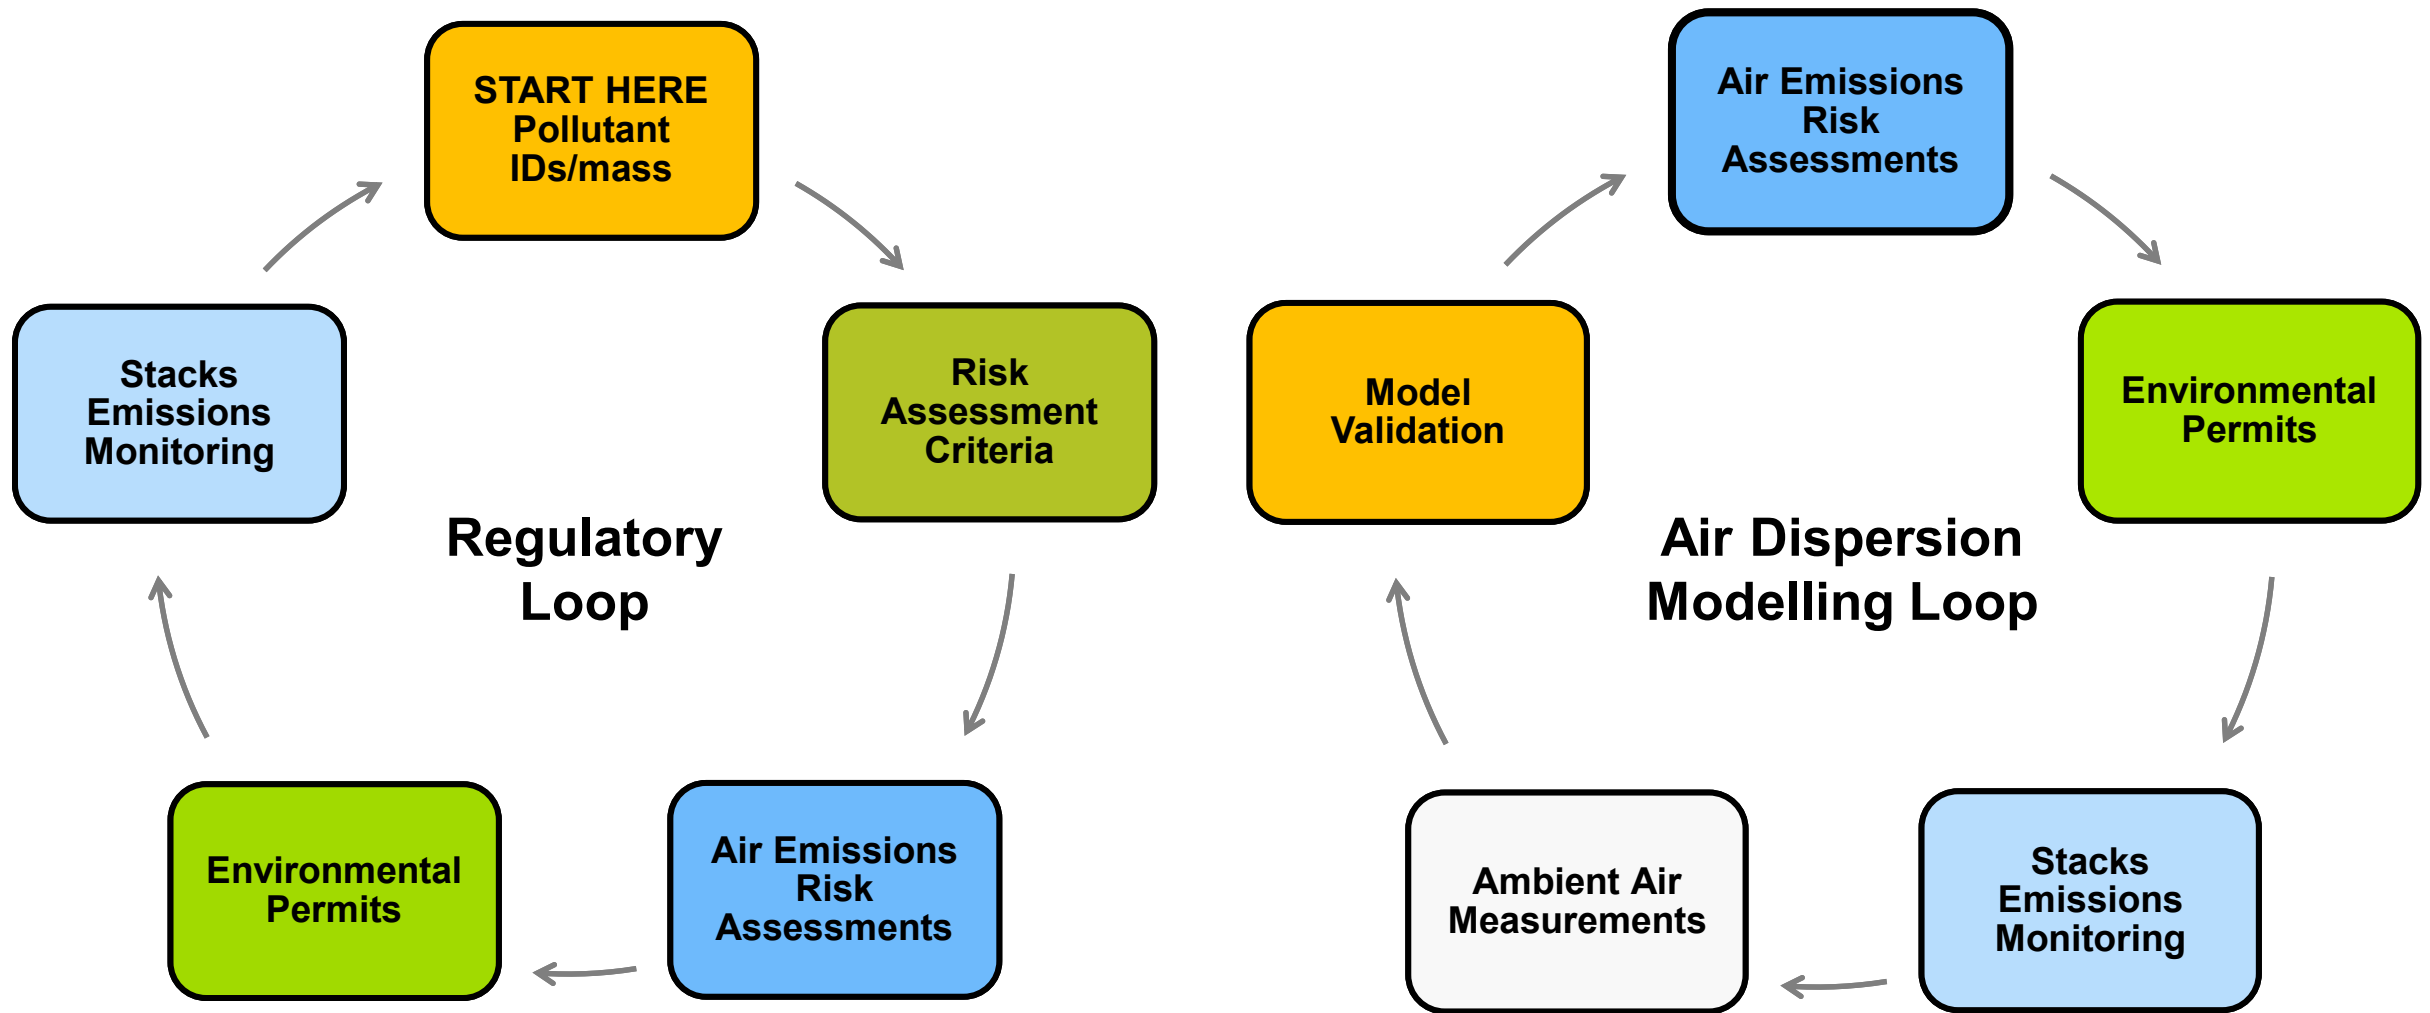 START HERE
Pollutant
IDs/mass
Risk
Assessment
Criteria
Air Emissions
Risk
Assessments
Environmental
Permits
Stacks
Emissions
Monitoring
Regulatory
Loop
Air Emissions
Risk
Assessments
Environmental
Permits
Stacks
Emissions
Monitoring
Ambient Air
Measurements
Model
Validation
Air Dispersion
Modelling Loop